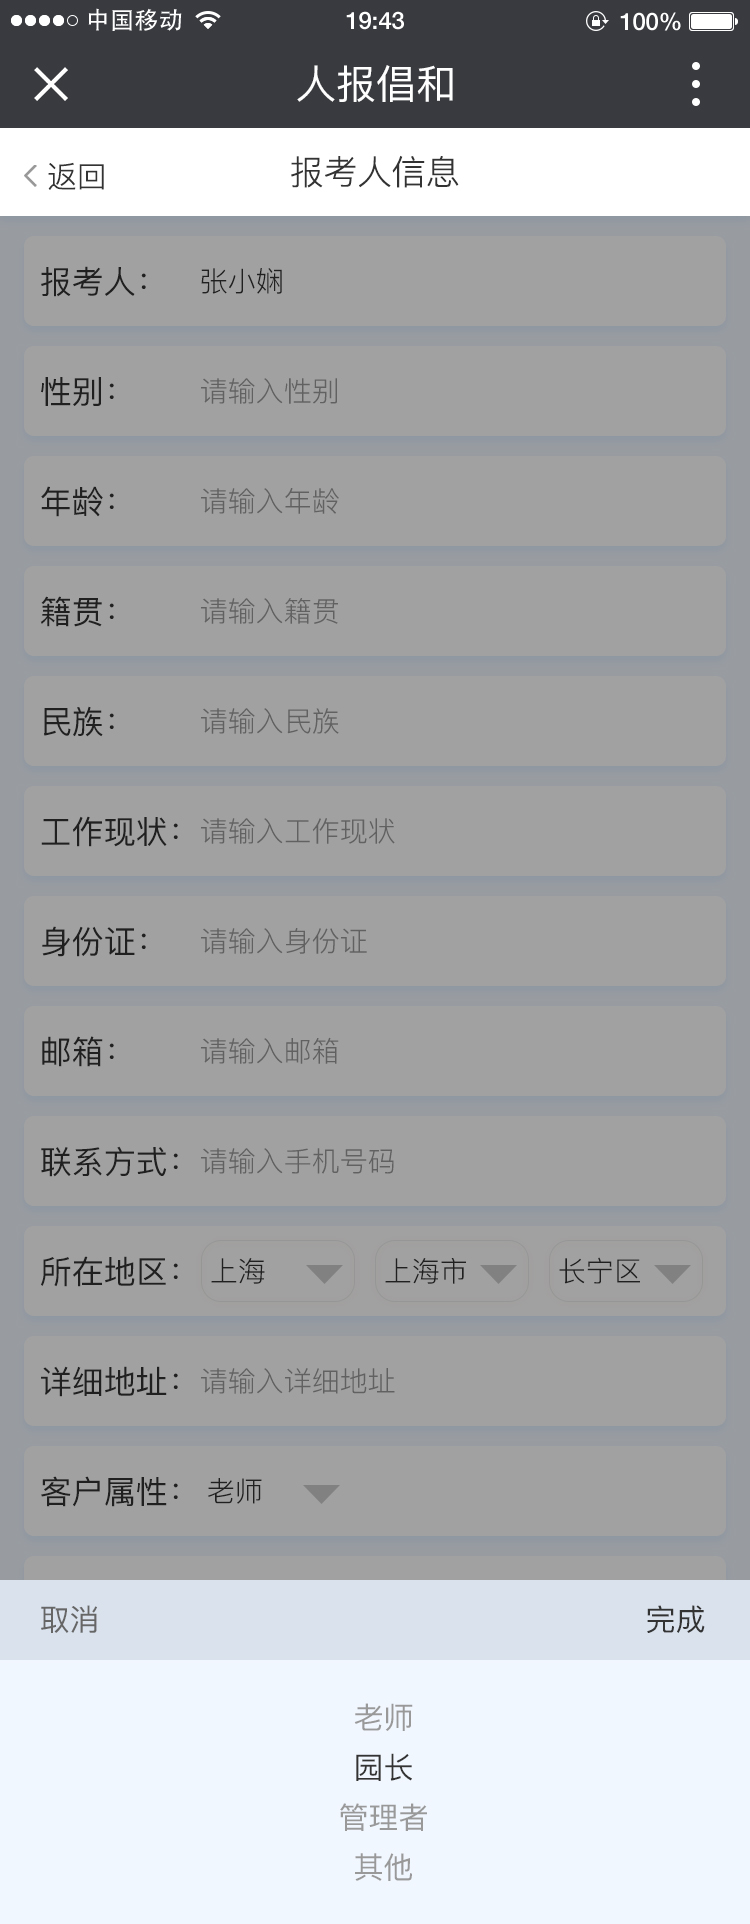 中国移动 19:43 100%
人报倡和
返回 报考人信息
报考人： 张小娴
性别： 请输入性别
年龄： 请输入年龄
籍贯： 请输入籍贯
民族： 请输入民族
工作现状： 请输入工作现状
身份证： 请输入身份证
邮箱： 请输入邮箱
联系方式： 请输入手机号码
所在地区： 上海 上海市 长宁区
详细地址： 请输入详细地址
客户属性： 老师
取消 完成
老师
园长
管理者
其他